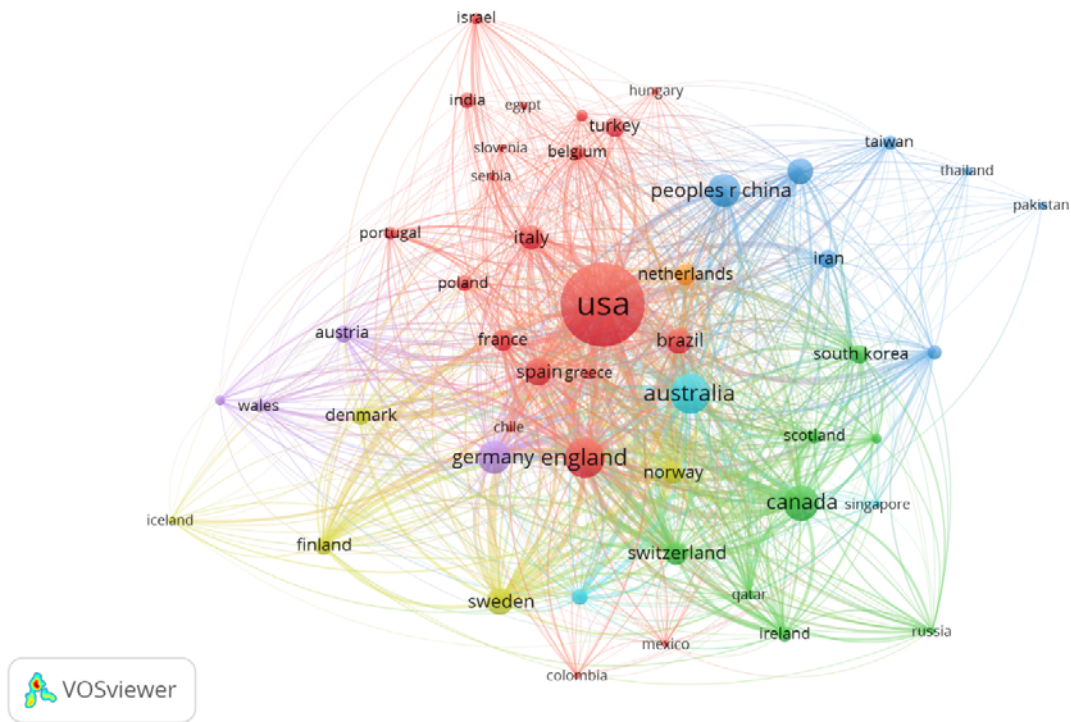 israel
india
egypt
hungary
turkey
slovenia
belgium
taiwan
serbia
thailand
peoples r china
pakistan
portugal
italy
iran
netherlands
poland
usa
austria
france
brazil
south korea
spain
greece
australia
wales
denmark
chile
scotland
germany
england
norway
canada
singapore
iceland
finland
switzerland
qatar
sweden
ireland
russia
mexico
colombia
VOSviewer